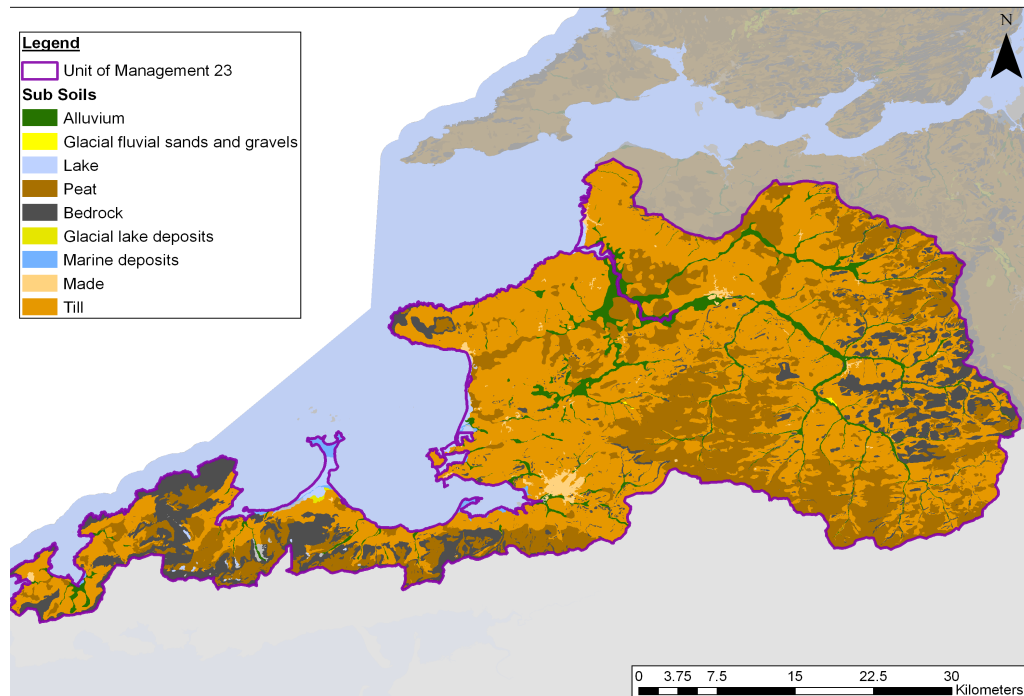 Legend
Unit of Management 23
Sub Soils
Alluvium
Glacial fluvial sands and gravels
Lake
Peat
Bedrock
Glacial lake deposits
Marine deposits
Made
Till
N
0 3.75 7.5 15 22.5 30
Kilometers